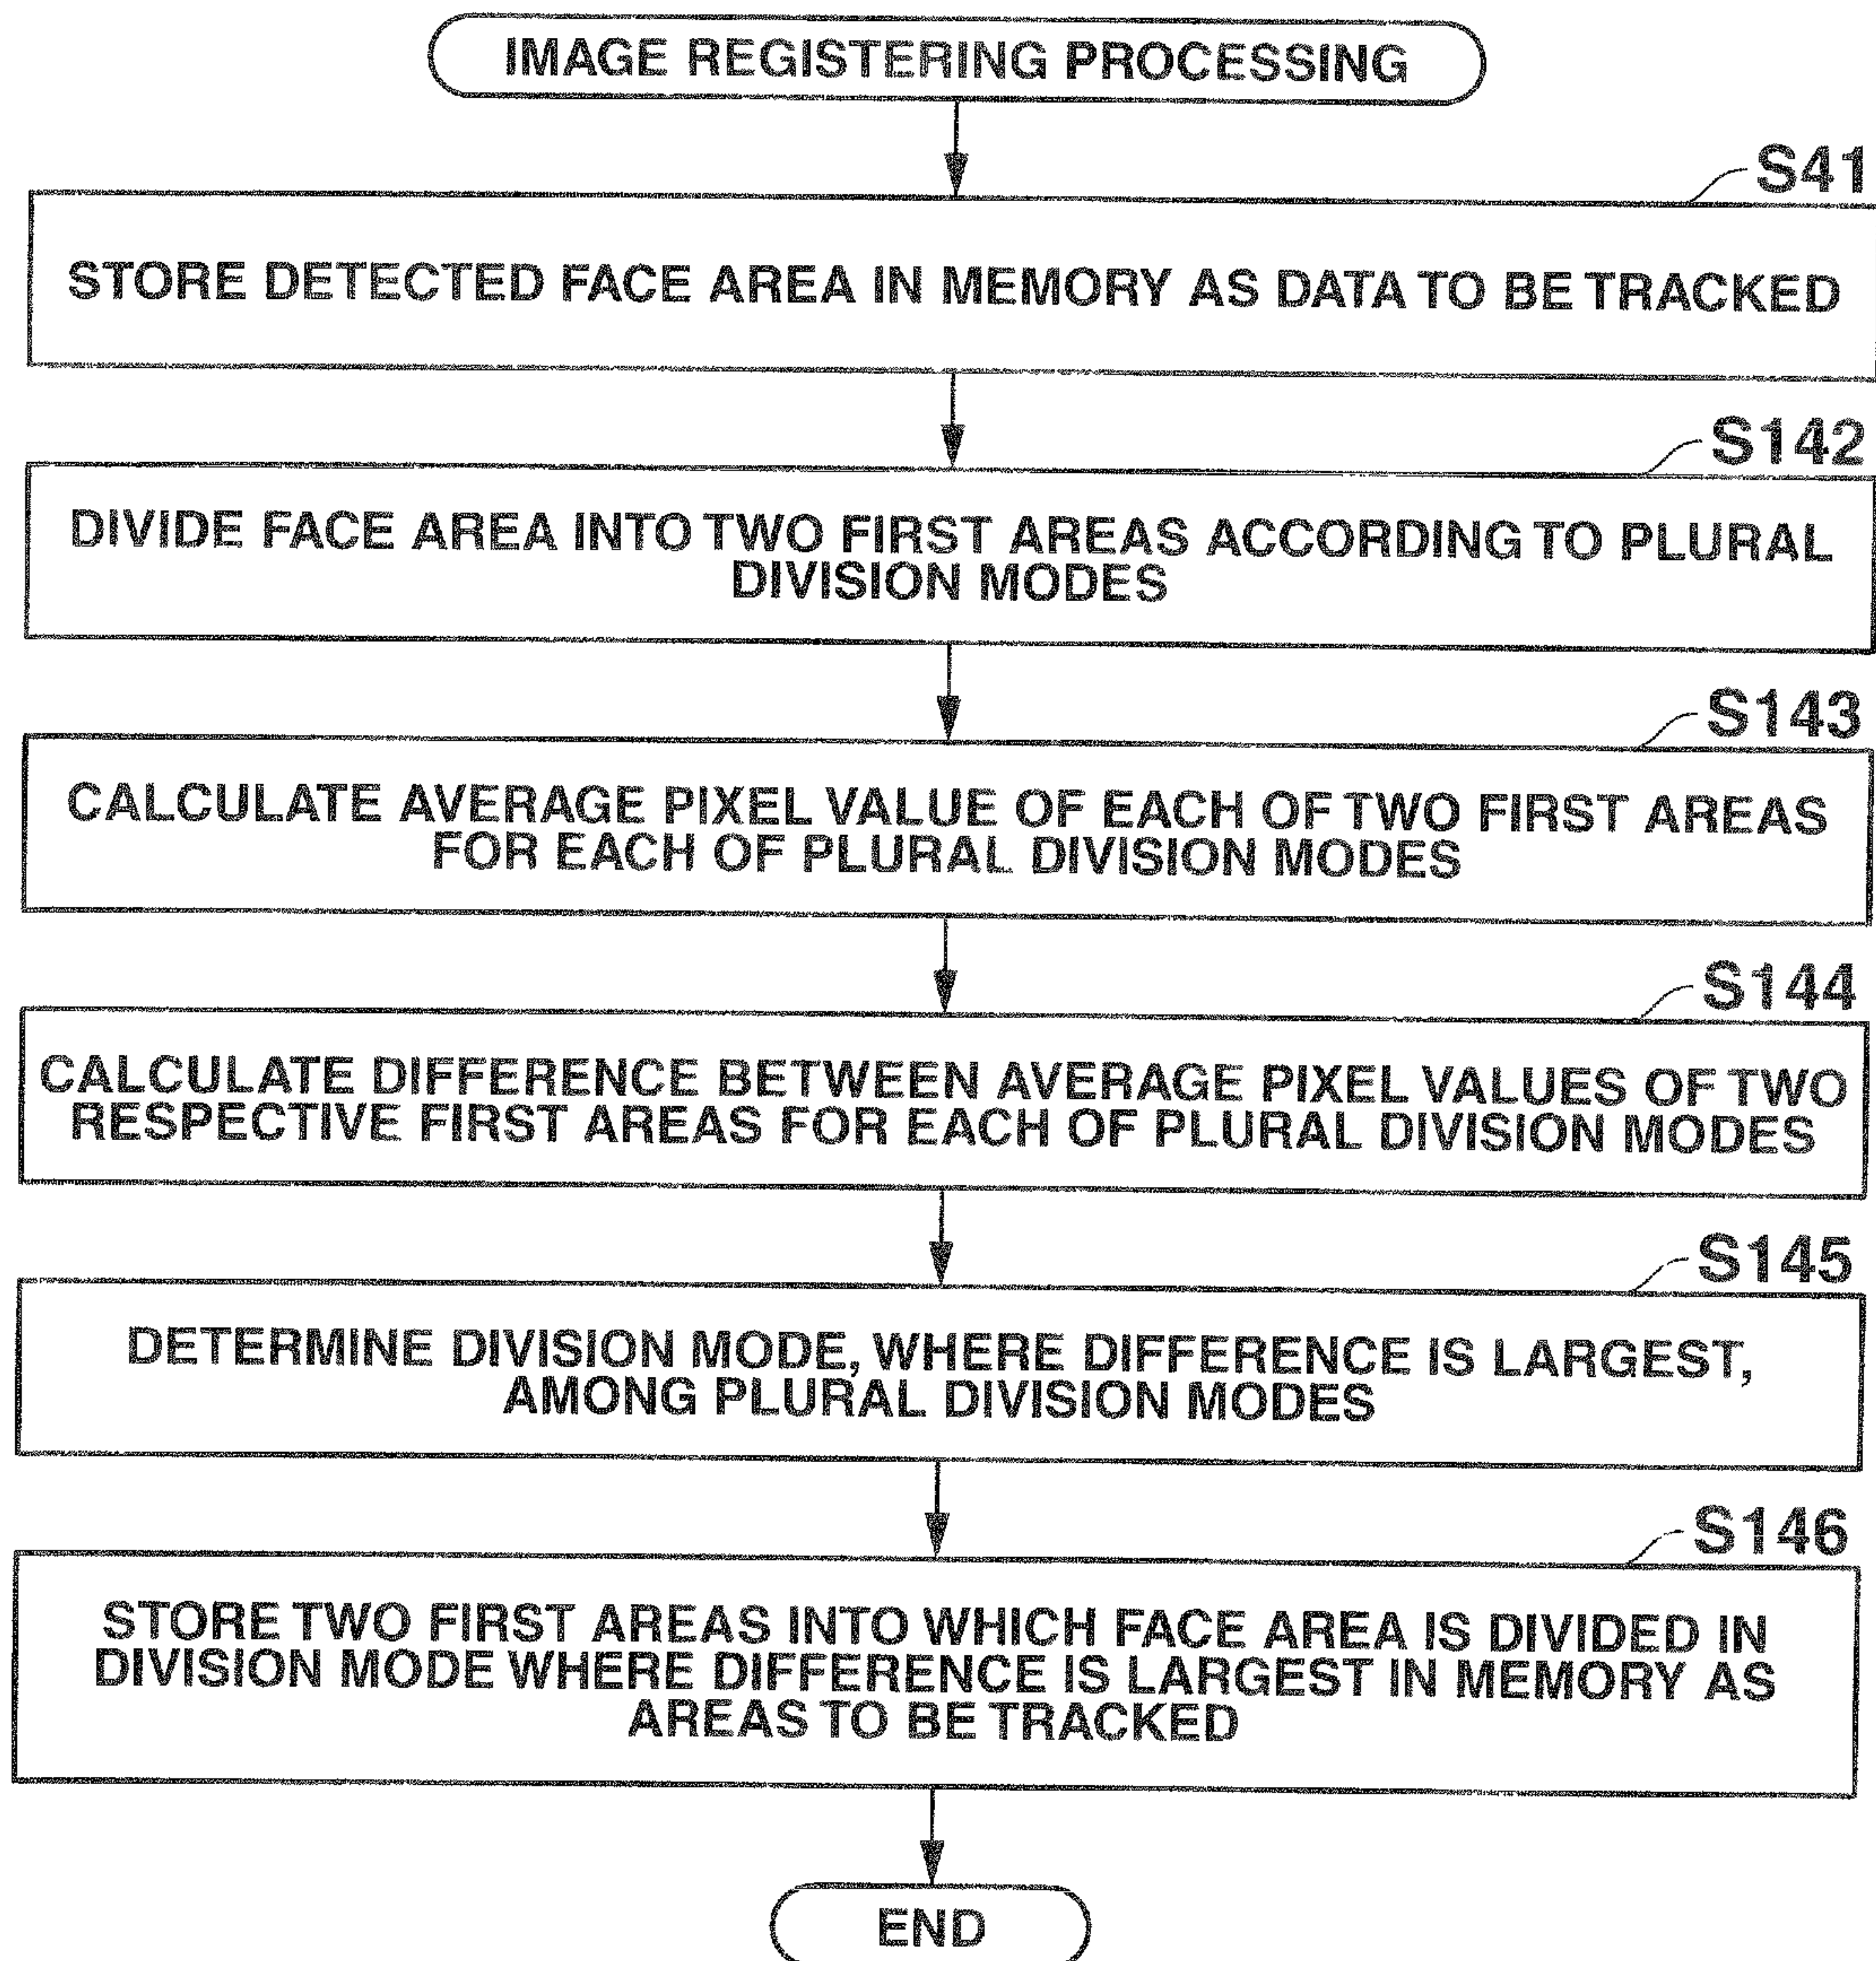 IMAGE REGISTERING PROCESSING
S41
STORE DETECTED FACE AREA IN MEMORY AS DATA TO BE TRACKED
S142
DIVIDE FACE AREA INTO TWO FIRST AREAS ACCORDING TO PLURAL
DIVISION MODES
S143
CALCULATE AVERAGE PIXEL VALUE OF EACH OF TWO FIRST AREAS
FOR EACH OF PLURAL DIVISION MODES
S144
CALCULATE DIFFERENCE BETWEEN AVERAGE PIXEL VALUES OF TWO
RESPECTIVE FIRST AREAS FOR EACH OF PLURAL DIVISION MODES
S145
DETERMINE DIVISION MODE, WHERE DIFFERENCE IS LARGEST,
AMONG PLURAL DIVISION MODES
S146
STORE TWO FIRST AREAS INTO WHICH FACE AREA IS DIVIDED IN
DIVISION MODE WHERE DIFFERENCE IS LARGEST IN MEMORY AS
AREAS TO BE TRACKED
END